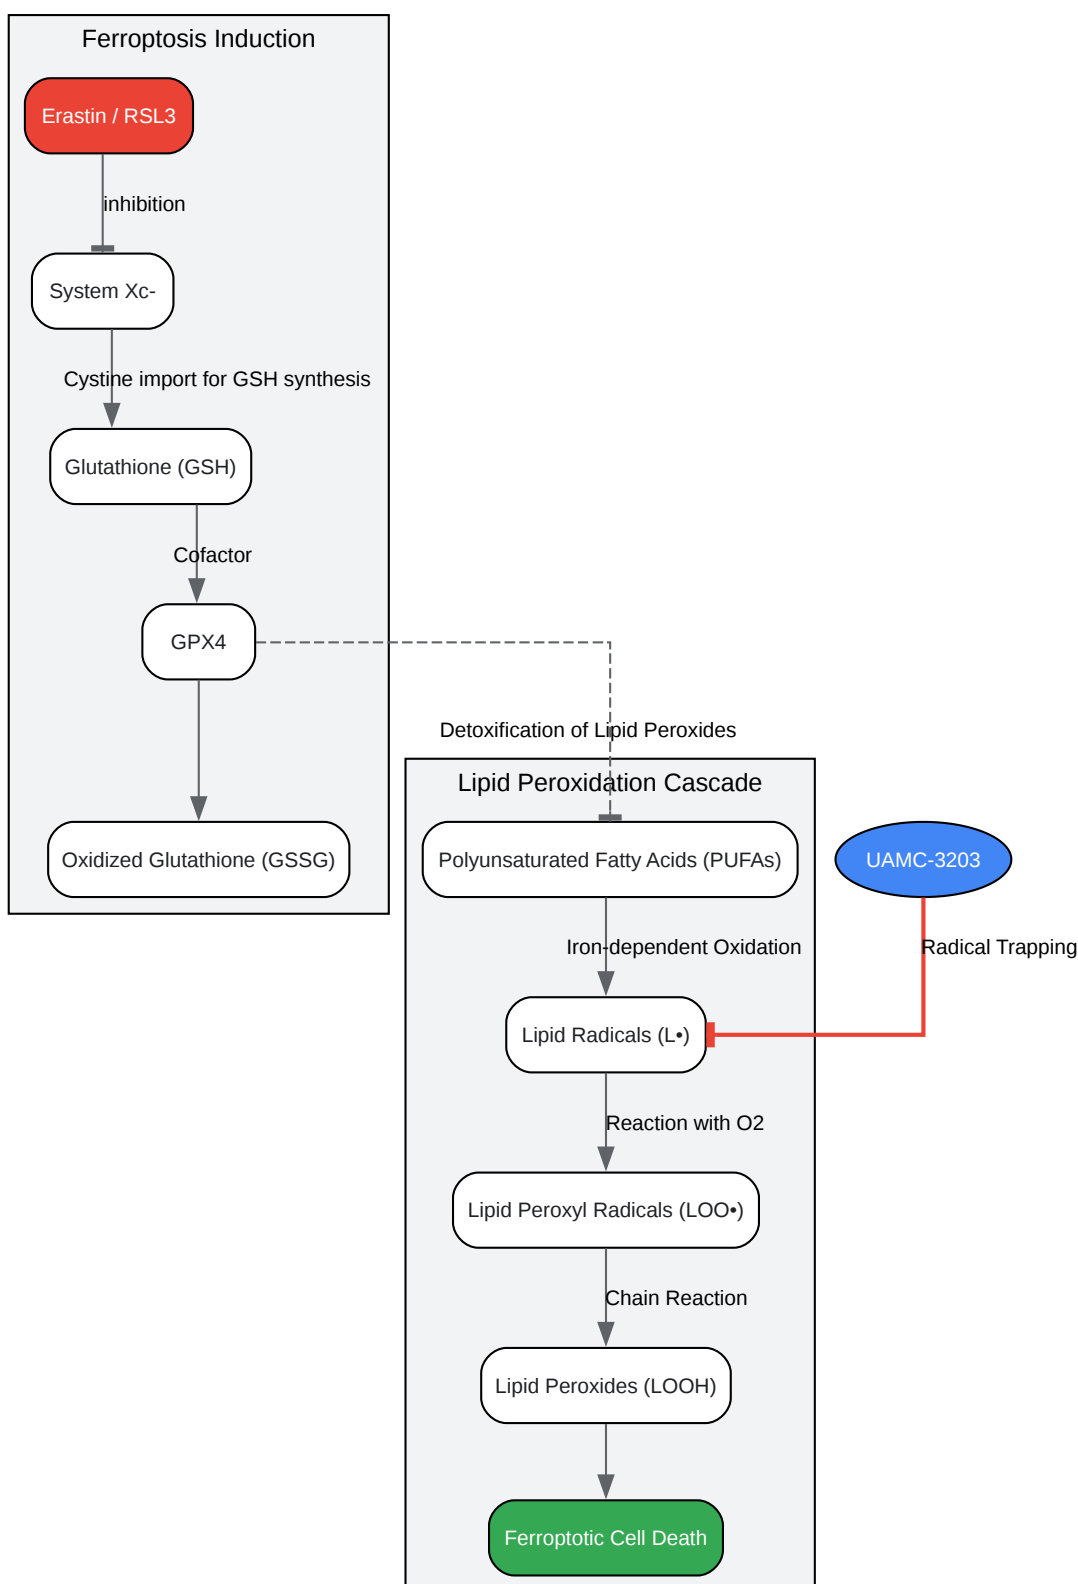 Ferroptosis Induction
Erastin / RSL3
inhibition
System Xc-
Cystine import for GSH synthesis
Glutathione (GSH)
Cofactor
GPX4
Detoxification of Lipid Peroxides
Oxidized Glutathione (GSSG)
Lipid Peroxidation Cascade
Polyunsaturated Fatty Acids (PUFAs)
UAMC-3203
Iron-dependent Oxidation
Radical Trapping
Lipid Radicals (L•)
Reaction with O2
Lipid Peroxyl Radicals (LOO•)
Chain Reaction
Lipid Peroxides (LOOH)
Ferroptotic Cell Death